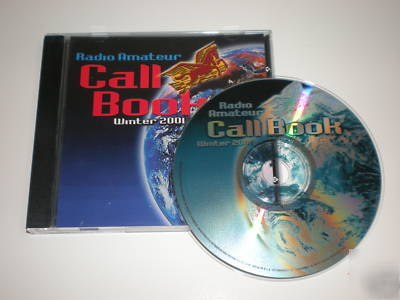 Radio Amateur
Call
Book
Winter 2001
Radio
Amateur
Call Book
Winter 2001